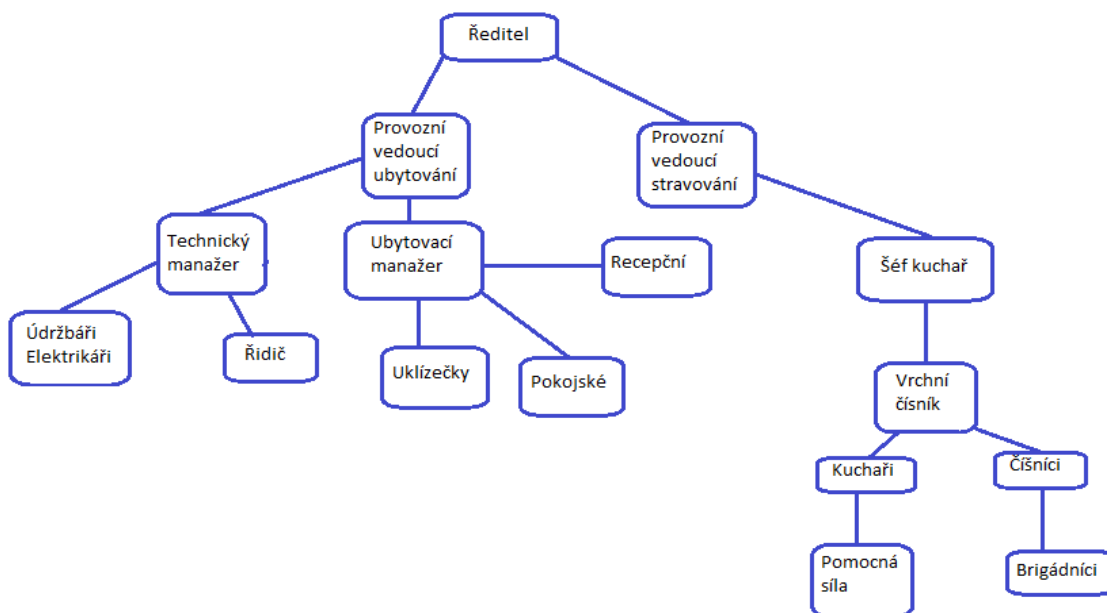 Ředitel
Provozní
vedoucí
ubytování
Provozní
vedoucí
stravování
Technický
manažer
Ubytovací
manažer
Recepční
Šéf kuchař
Údržbáři
Elektrikáři
Řidič
Uklízečky
Pokojské
Vrchní
čísník
Kuchaři
Číšníci
Pomocná
síla
Brigádníci